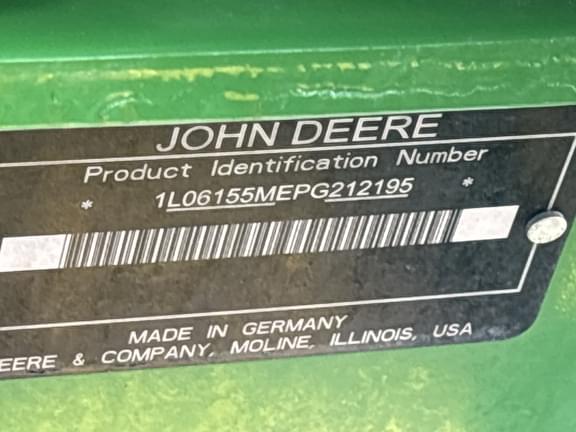 JOHN DEERE
Product Identification Number
* 1L06155MEPG212195 *
MADE IN GERMANY
EERE & COMPANY, MOLINE, ILLINOIS, USA